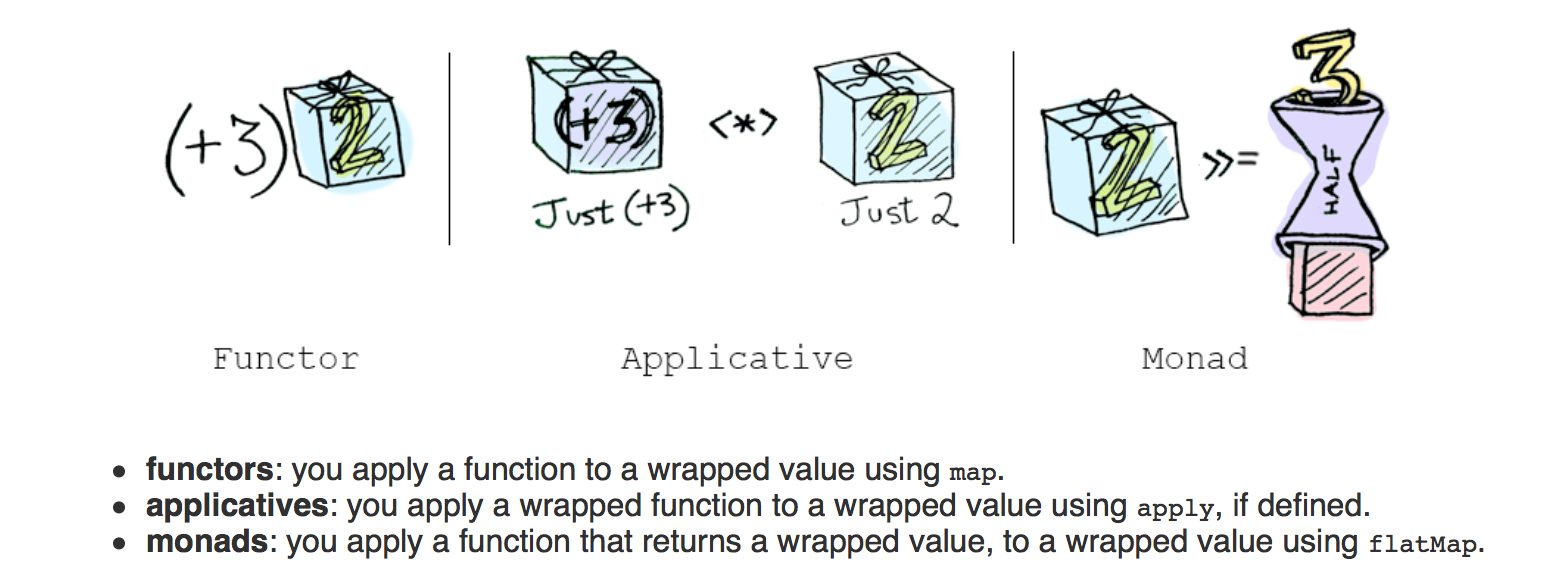 (+3) 2
(+3) <*> 2
Just (+3) Just 2
2 >>= 3
HALF
Functor Applicative Monad
• functors: you apply a function to a wrapped value using map.
• applicatives: you apply a wrapped function to a wrapped value using apply, if defined.
• monads: you apply a function that returns a wrapped value, to a wrapped value using flatMap.